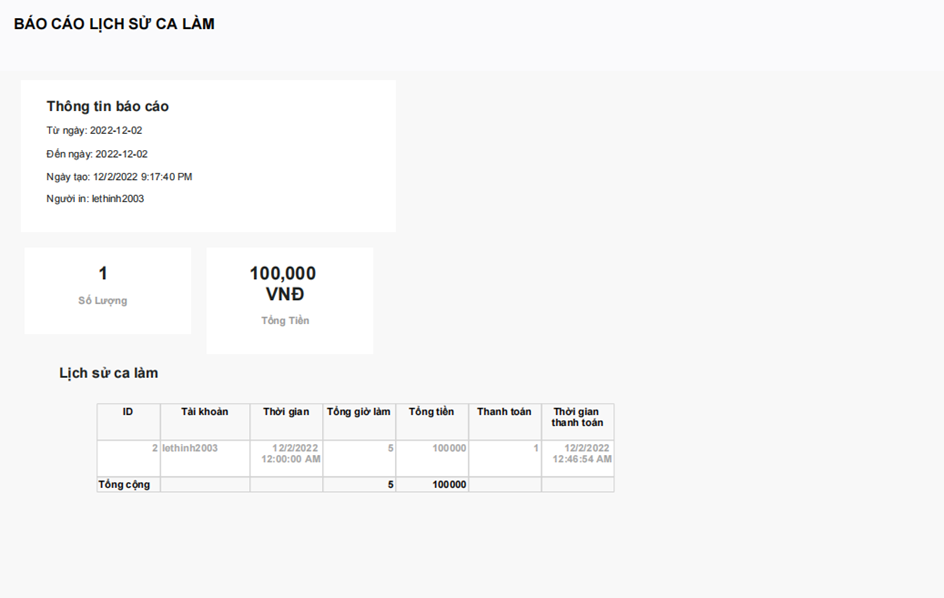 BÁO CÁO LỊCH SỬ CA LÀM
Thông tin báo cáo
Từ ngày: 2022-12-02
Đến ngày: 2022-12-02
Ngày tạo: 12/2/2022 9:17:40 PM
Người in: lethinh2003
1
Số Lượng
100,000
VNĐ
Tổng Tiền
Lịch sử ca làm
ID Tài khoản Thời gian Tổng giờ làm Tổng tiền Thanh toán Thời gian
thanh toán
2 lethinh2003 12/2/2022 5 100000 1 12/2/2022
12:00:00 AM 12:46:54 AM
Tổng cộng 5 100000